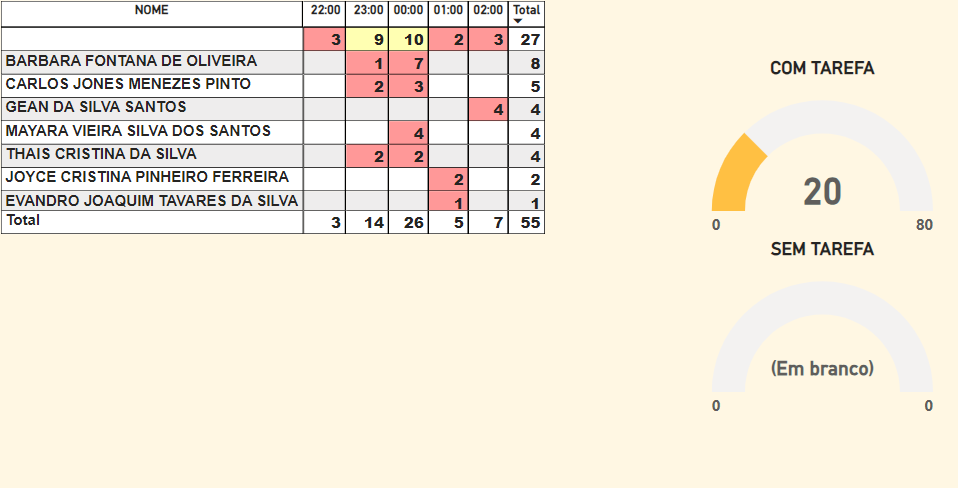 NOME 22:00 23:00 00:00 01:00 02:00 Total
3 9 10 2 3 27
BARBARA FONTANA DE OLIVEIRA 1 7 8
CARLOS JONES MENEZES PINTO 2 3 5
GEAN DA SILVA SANTOS 4 4
MAYARA VIEIRA SILVA DOS SANTOS 4 4
THAIS CRISTINA DA SILVA 2 2 4
JOYCE CRISTINA PINHEIRO FERREIRA 2 2
EVANDRO JOAQUIM TAVARES DA SILVA 1 1
Total 3 14 26 5 7 55
COM TAREFA
20
0 80
SEM TAREFA
(Em branco)
0 0